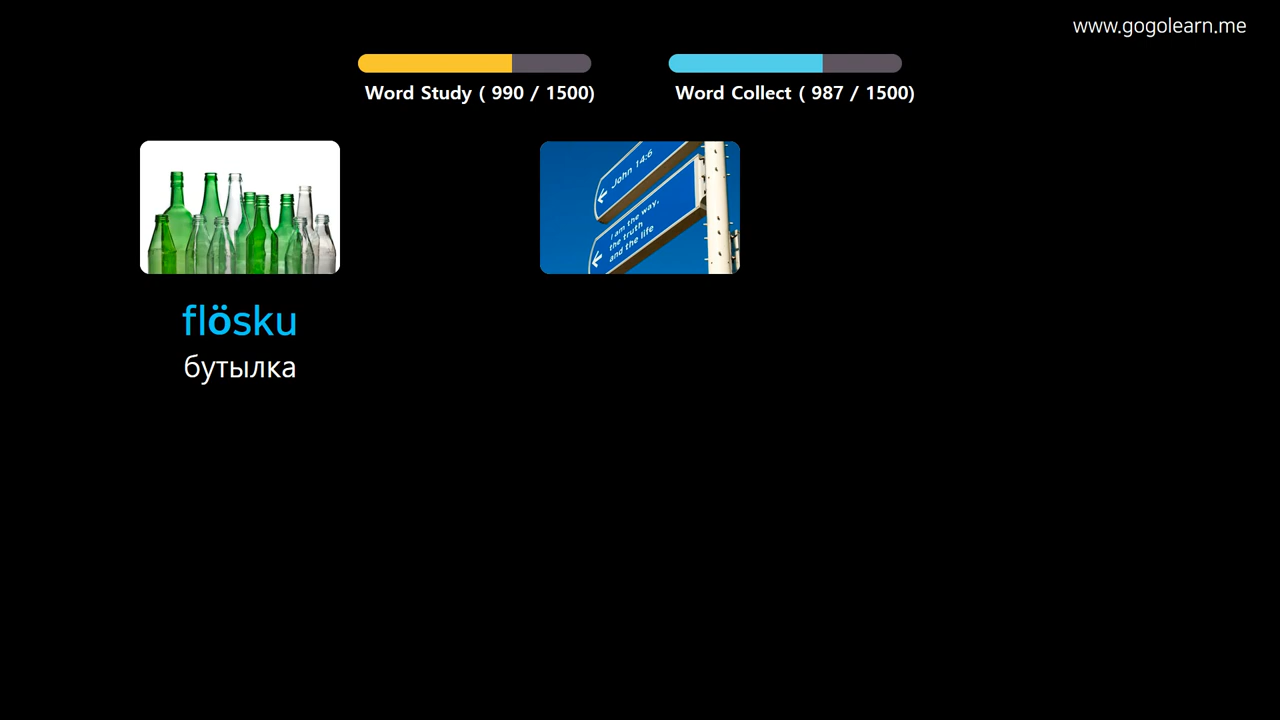 www.gogolearn.me
Word Study ( 990 / 1500)
Word Collect ( 987 / 1500)
John 14:6
I am the way,
the truth
and the life
flösku
бутылка